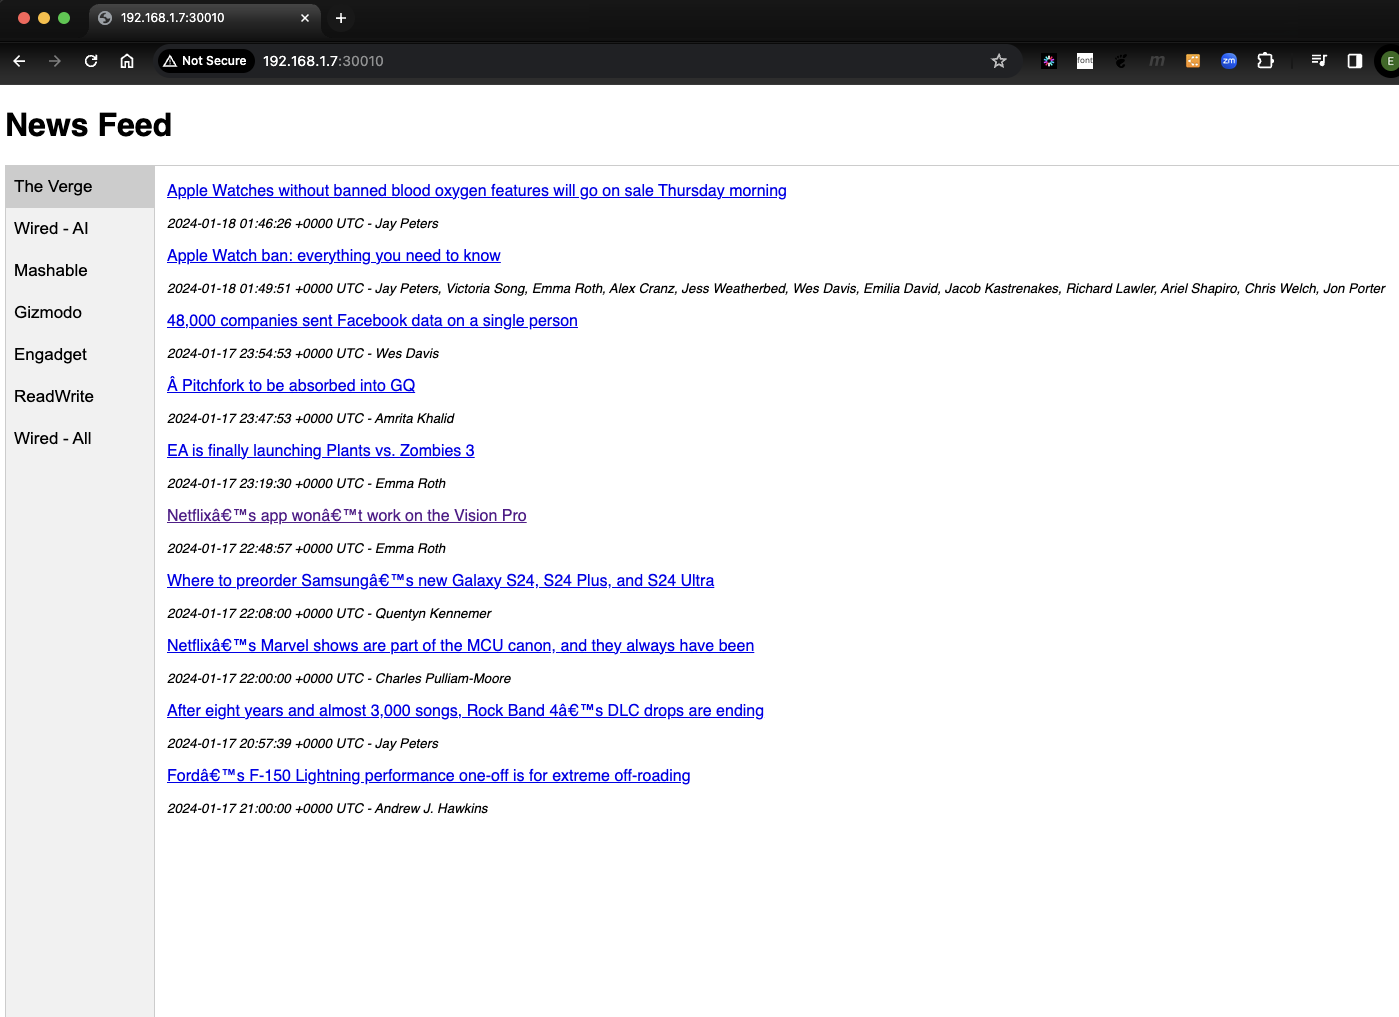 192.168.1.7:30010
Not Secure 192.168.1.7:30010
font
m
zm
E
News Feed
The Verge
Wired - AI
Mashable
Gizmodo
Engadget
ReadWrite
Wired - All
Apple Watches without banned blood oxygen features will go on sale Thursday morning
2024-01-18 01:46:26 +0000 UTC - Jay Peters
Apple Watch ban: everything you need to know
2024-01-18 01:49:51 +0000 UTC - Jay Peters, Victoria Song, Emma Roth, Alex Cranz, Jess Weatherbed, Wes Davis, Emilia David, Jacob Kastrenakes, Richard Lawler, Ariel Shapiro, Chris Welch, Jon Porter
48,000 companies sent Facebook data on a single person
2024-01-17 23:54:53 +0000 UTC - Wes Davis
Â Pitchfork to be absorbed into GQ
2024-01-17 23:47:53 +0000 UTC - Amrita Khalid
EA is finally launching Plants vs. Zombies 3
2024-01-17 23:19:30 +0000 UTC - Emma Roth
Netflixâ€™s app wonâ€™t work on the Vision Pro
2024-01-17 22:48:57 +0000 UTC - Emma Roth
Where to preorder Samsungâ€™s new Galaxy S24, S24 Plus, and S24 Ultra
2024-01-17 22:08:00 +0000 UTC - Quentyn Kennemer
Netflixâ€™s Marvel shows are part of the MCU canon, and they always have been
2024-01-17 22:00:00 +0000 UTC - Charles Pulliam-Moore
After eight years and almost 3,000 songs, Rock Band 4â€™s DLC drops are ending
2024-01-17 20:57:39 +0000 UTC - Jay Peters
Fordâ€™s F-150 Lightning performance one-off is for extreme off-roading
2024-01-17 21:00:00 +0000 UTC - Andrew J. Hawkins